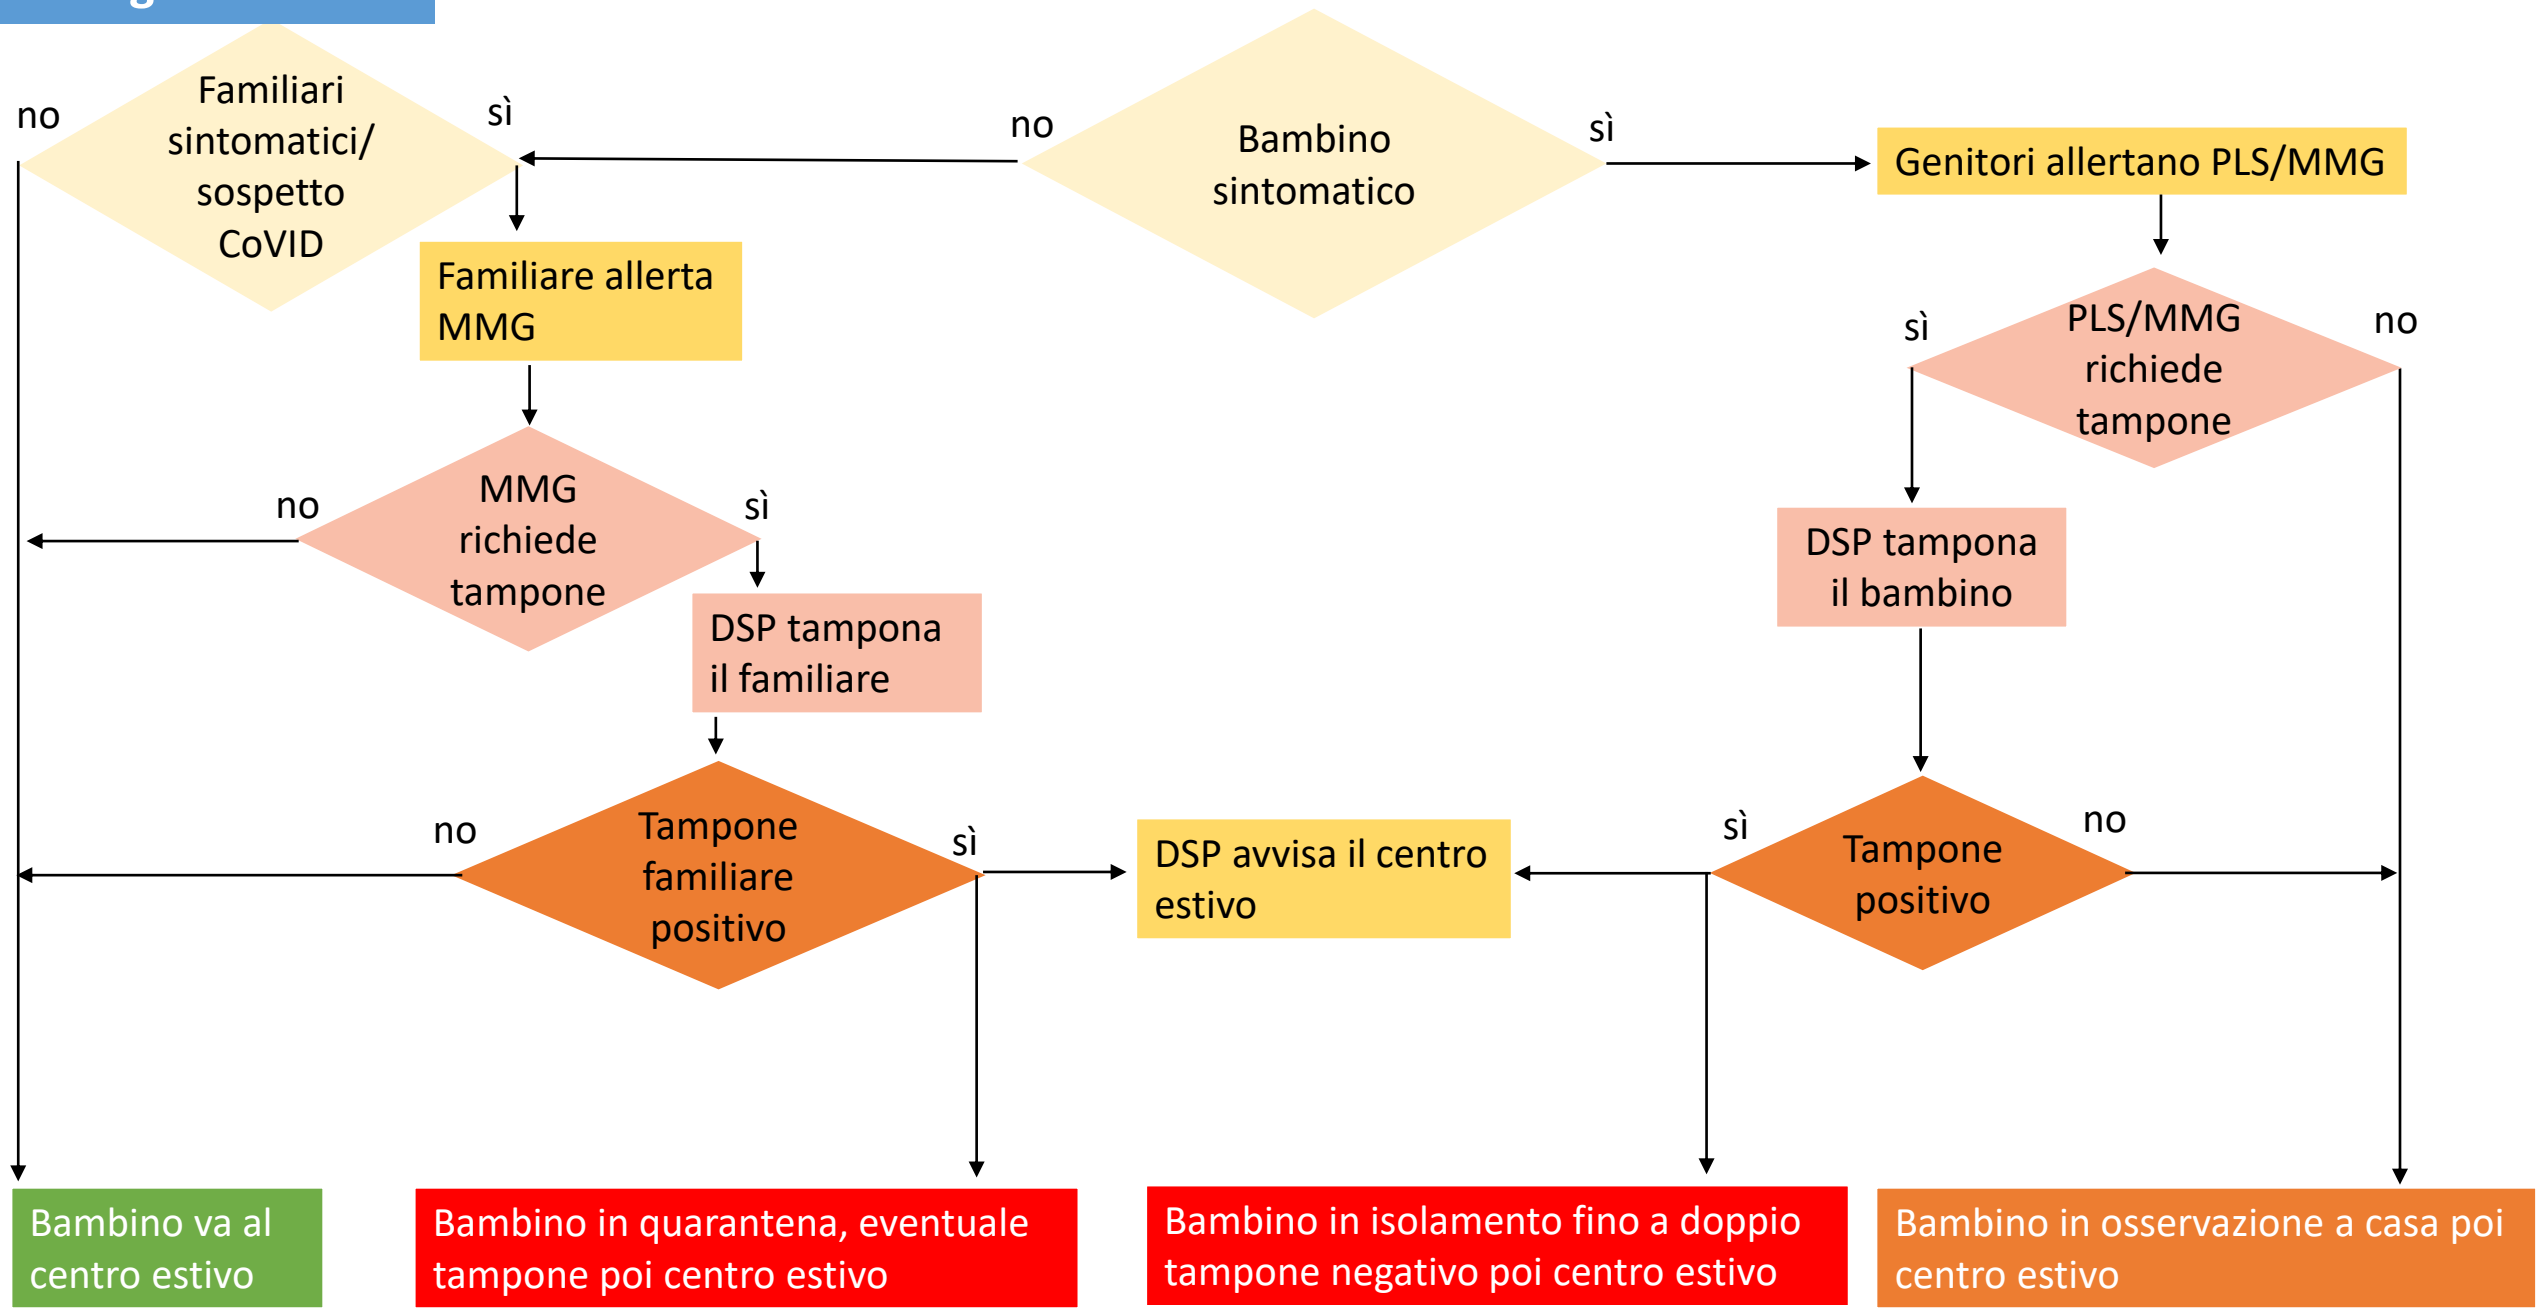 no
Familiari
sintomatici/
sospetto
CoVID
sì
no
Bambino
sintomatico
sì
Genitori allertano PLS/MMG
Familiare allerta
MMG
sì
PLS/MMG
richiede
tampone
no
no
MMG
richiede
tampone
sì
DSP tampona
il familiare
DSP tampona
il bambino
no
Tampone
familiare
positivo
sì
DSP avvisa il centro
estivo
sì
Tampone
positivo
no
Bambino va al
centro estivo
Bambino in quarantena, eventuale
tampone poi centro estivo
Bambino in isolamento fino a doppio
tampone negativo poi centro estivo
Bambino in osservazione a casa poi
centro estivo